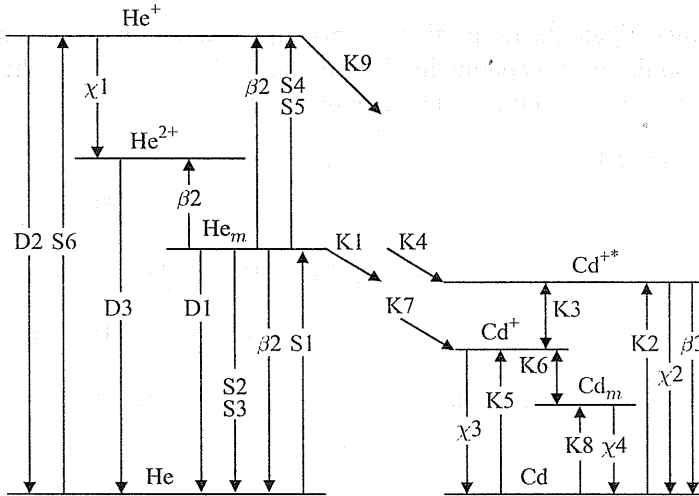 He⁺
K9
χ1
β2
S4
S5
He²⁺
β2
Heₘ
D2
S6
K1
K4
Cd⁺*
D3
D1
K7
K3
Cd⁺
β2
S1
K2
χ2
β3
K6
Cdₘ
S2
S3
K5
χ3
K8
χ4
He
Cd